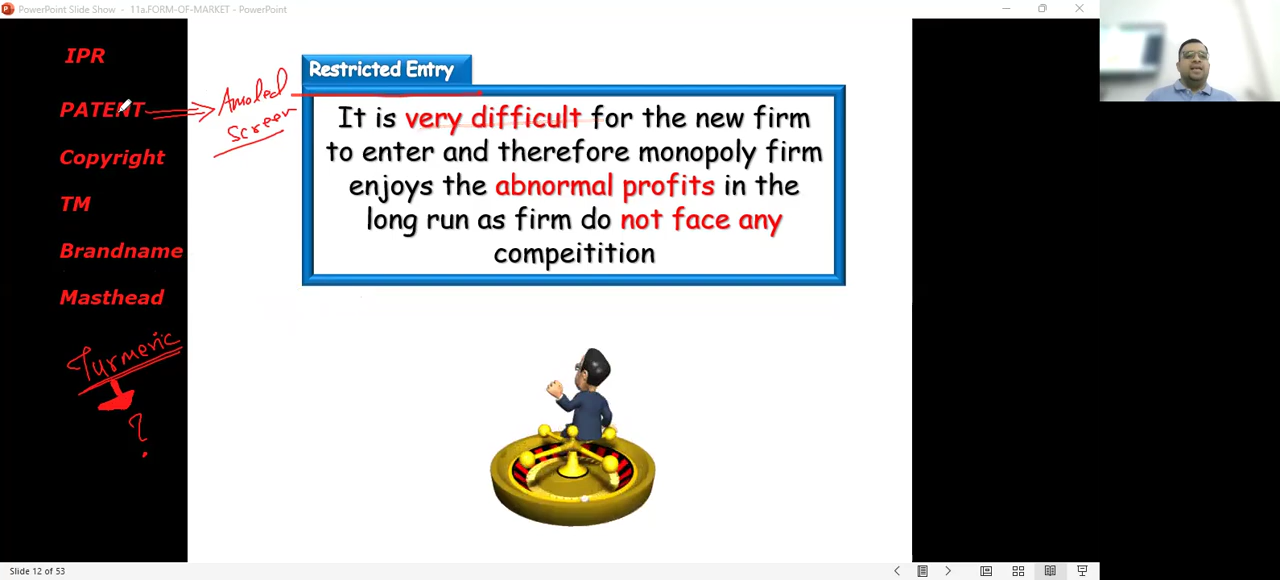 PowerPoint Slide Show - 11a.FORM-OF-MARKET - PowerPoint
IPR
PATENT
Copyright
TM
Brandname
Masthead
Turmeric
?
Amoled
Screen
Restricted Entry
It is very difficult for the new firm
to enter and therefore monopoly firm
enjoys the abnormal profits in the
long run as firm do not face any
compeitition
Slide 12 of 53